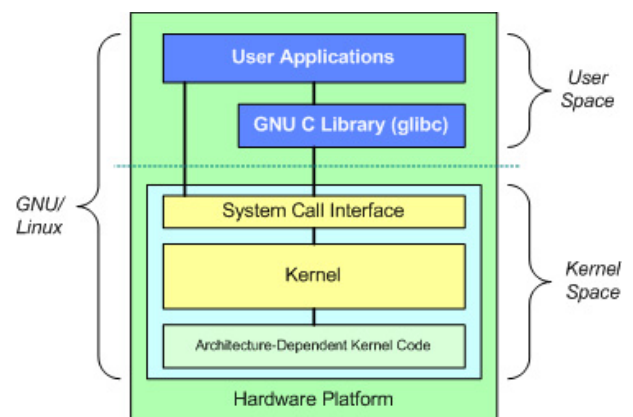 User Applications
User
Space
GNU C Library (glibc)
GNU/
Linux
System Call Interface
Kernel
Kernel
Space
Architecture-Dependent Kernel Code
Hardware Platform